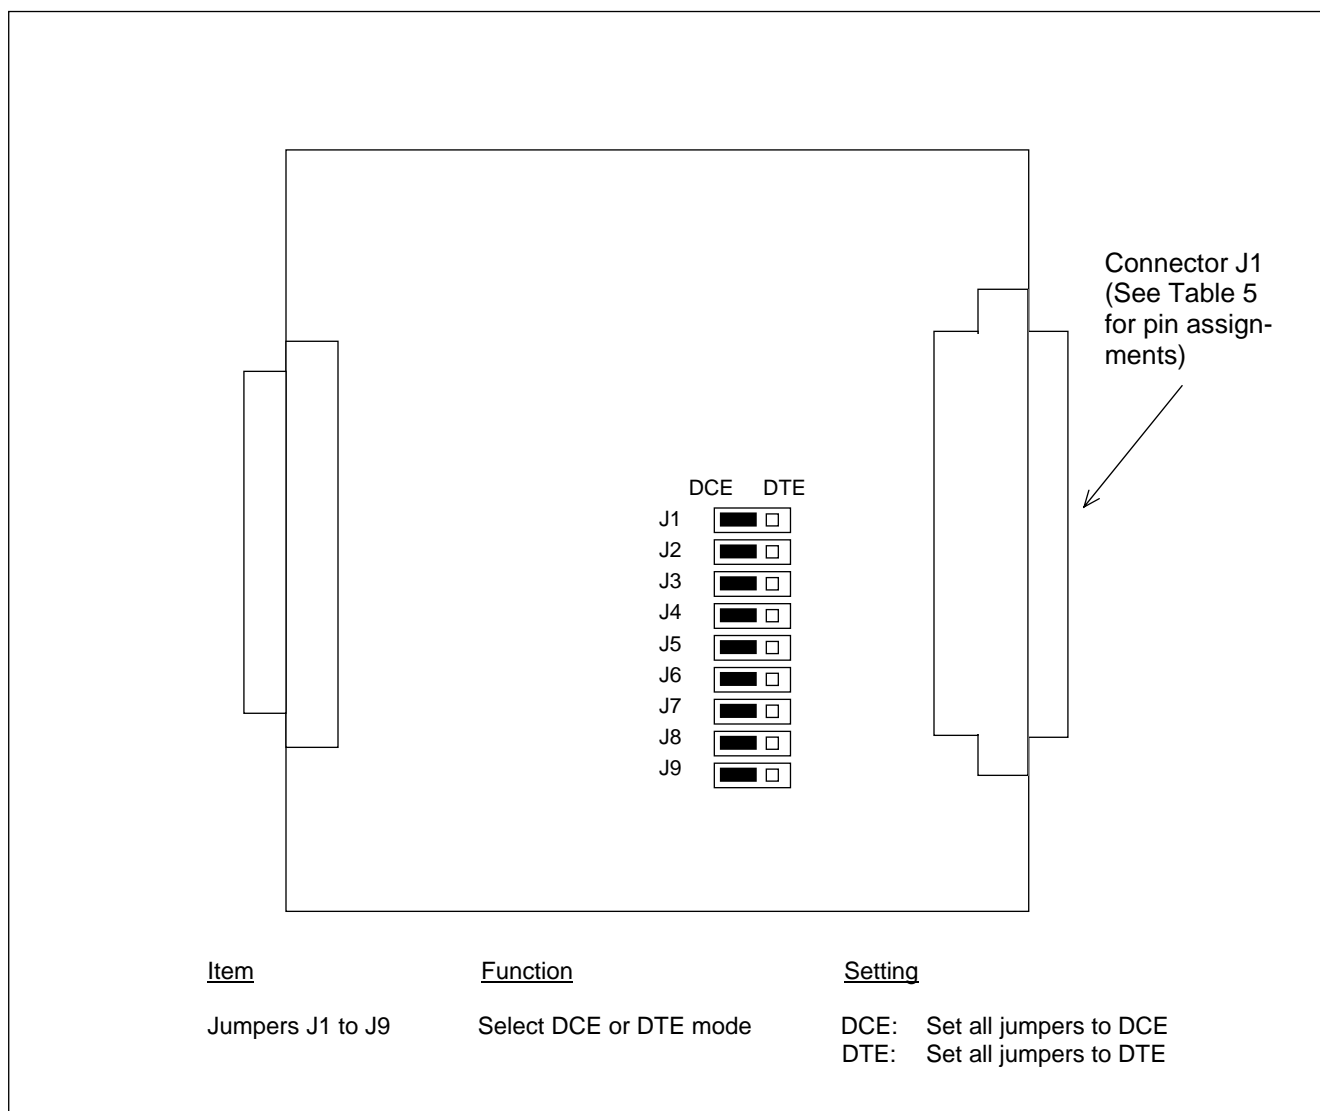 Connector J1
(See Table 5
for pin assign-
ments)
DCE DTE
J1
J2
J3
J4
J5
J6
J7
J8
J9
Item Function Setting
Jumpers J1 to J9 Select DCE or DTE mode DCE: Set all jumpers to DCE
DTE: Set all jumpers to DTE